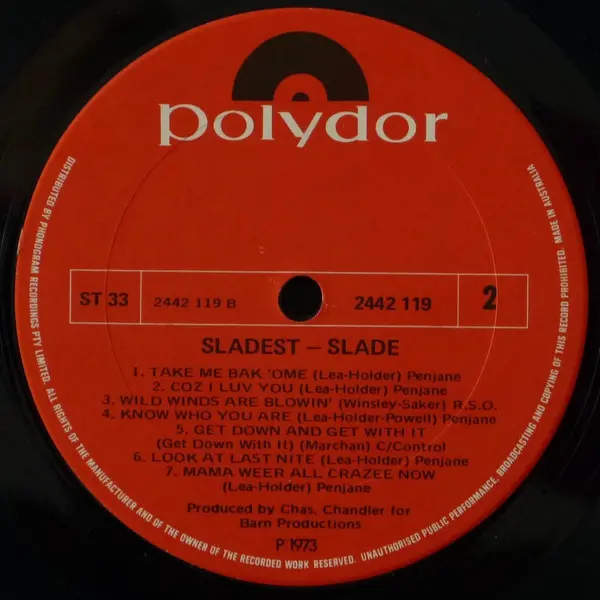 polydor
ST 33
2442 119 B
2442 119
2
SLADEST – SLADE
1. TAKE ME BAK 'OME (Lea-Holder) Penjane
2. COZ I LUV YOU (Lea-Holder) Penjane
3. WILD WINDS ARE BLOWIN' (Winsley-Saker) R.S.O.
4. KNOW WHO YOU ARE (Lea-Holder-Powell) Penjane
5. GET DOWN AND GET WITH IT
(Get Down With It) (Marchan) C/Control
6. LOOK AT LAST NITE (Lea-Holder) Penjane
7. MAMA WEER ALL CRAZEE NOW
(Lea-Holder) Penjane
Produced by Chas. Chandler for
Barn Productions
P 1973
DISTRIBUTED BY PHONOGRAM RECORDINGS PTY LIMITED. ALL RIGHTS OF THE MANUFACTURER AND OF THE OWNER OF THE RECORDED WORK RESERVED. UNAUTHORISED PUBLIC PERFORMANCE, BROADCASTING AND COPYING OF THIS RECORD PROHIBITED. MADE IN AUSTRALIA